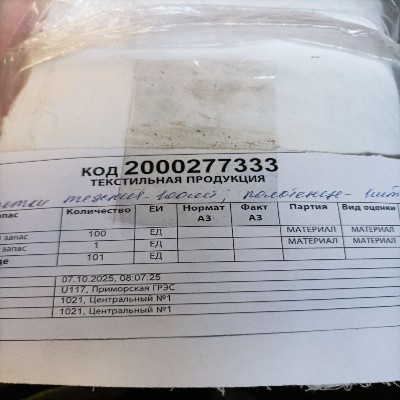 КОД 2000277333
ТЕКСТИЛЬНАЯ ПРОДУКЦИЯ
полотенце - 1шт
запас Количество ЕИ Нормат АЗ Факт АЗ Партия Вид оценки
запас 100 ЕД МАТЕРИАЛ МАТЕРИАЛ
запас 1 ЕД МАТЕРИАЛ МАТЕРИАЛ
101 ЕД
07.10.2025, 08:07:25
U117, Приморская ГРЭС
1021, Центральный №1
1021, Центральный №1